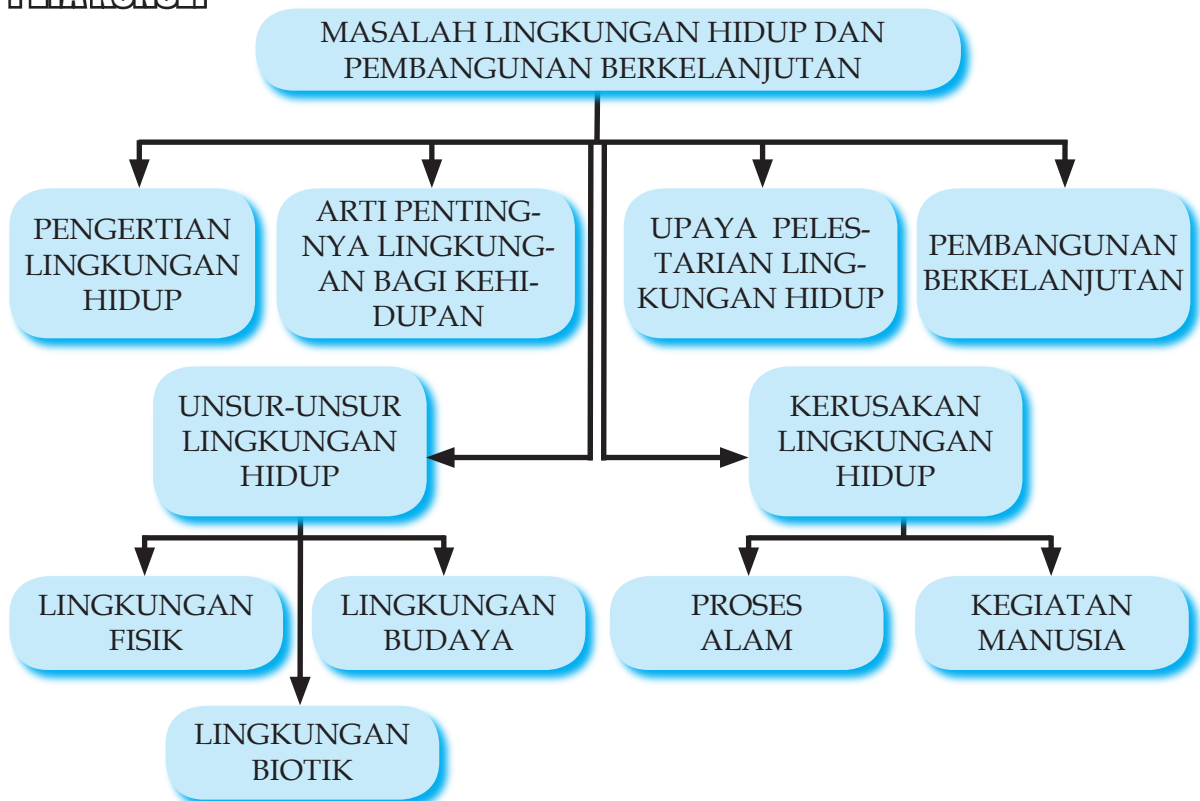 MASALAH LINGKUNGAN HIDUP DAN
PEMBANGUNAN BERKELANJUTAN
PENGERTIAN
LINGKUNGAN
HIDUP
ARTI PENTING-
NYA LINGKUNG-
AN BAGI KEHI-
DUPAN
UPAYA PELES-
TARIAN LING-
KUNGAN HIDUP
PEMBANGUNAN
BERKELANJUTAN
UNSUR-UNSUR
LINGKUNGAN
HIDUP
KERUSAKAN
LINGKUNGAN
HIDUP
LINGKUNGAN
FISIK
LINGKUNGAN
BUDAYA
PROSES
ALAM
KEGIATAN
MANUSIA
LINGKUNGAN
BIOTIK